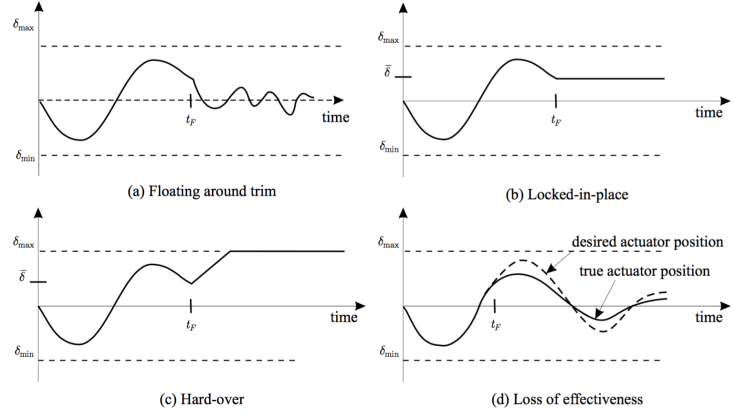 δmax
δmin
tF
time
(a) Floating around trim
δmax
δ̄
δmin
tF
time
(b) Locked-in-place
δmax
δ̄
δmin
tF
time
(c) Hard-over
δmax
desired actuator position
true actuator position
δmin
tF
time
(d) Loss of effectiveness